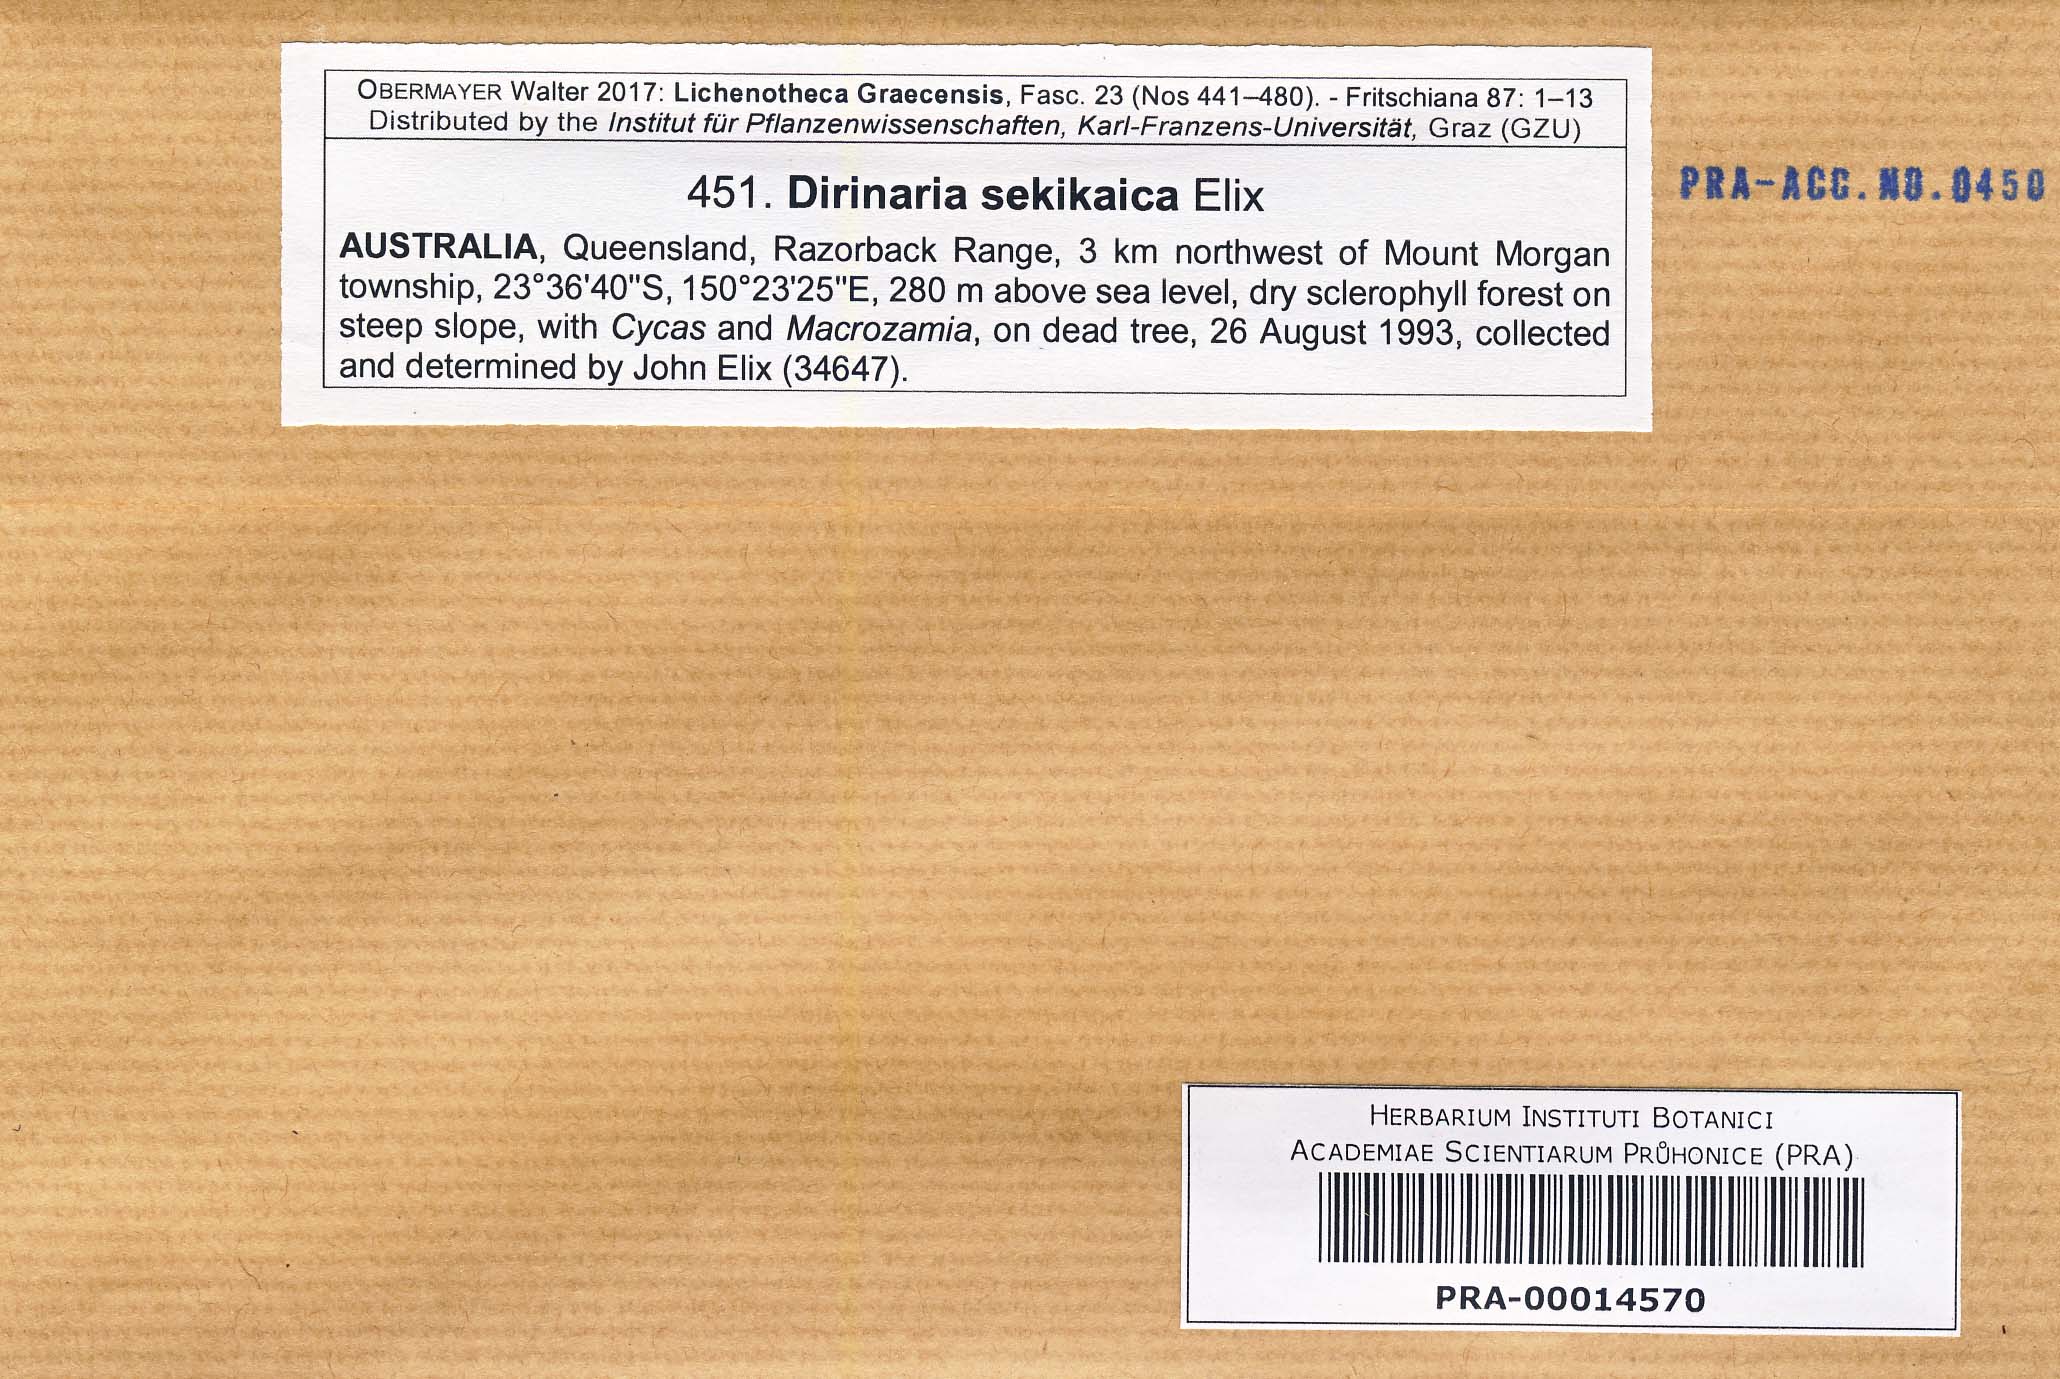 OBERMAYER Walter 2017: Lichenotheca Graecensis, Fasc. 23 (Nos 441–480). - Fritschiana 87: 1–13
Distributed by the Institut für Pflanzenwissenschaften, Karl-Franzens-Universität, Graz (GZU)
451. Dirinaria sekikaica Elix
AUSTRALIA, Queensland, Razorback Range, 3 km northwest of Mount Morgan
township, 23°36'40"S, 150°23'25"E, 280 m above sea level, dry sclerophyll forest on
steep slope, with Cycas and Macrozamia, on dead tree, 26 August 1993, collected
and determined by John Elix (34647).
PRA-ACC.NO.0450
HERBARIUM INSTITUTI BOTANICI
ACADEMIAE SCIENTIARUM PRŮHONICE (PRA)
PRA-00014570